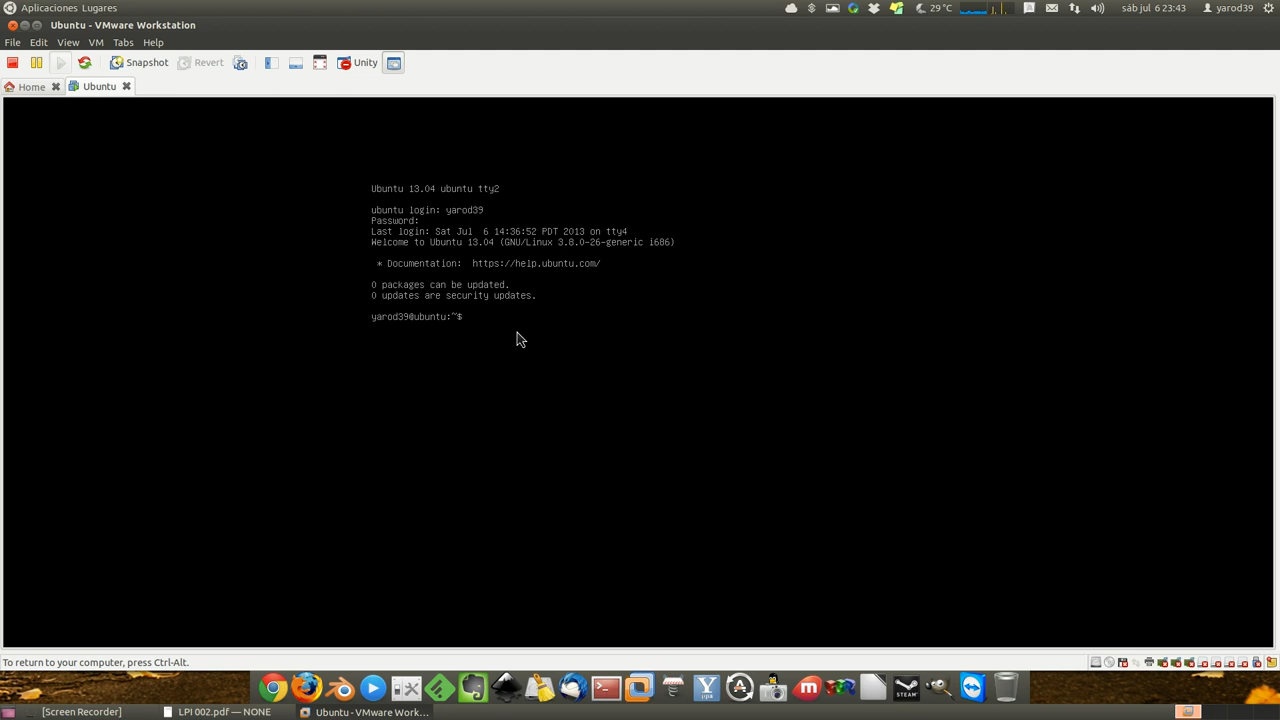 Aplicaciones Lugares
29°C
sáb jul 6 23:43
yarod39
Ubuntu - VMware Workstation
File Edit View VM Tabs Help
Snapshot Revert Unity
Home Ubuntu
Ubuntu 13.04 ubuntu tty2
ubuntu login: yarod39
Password:
Last login: Sat Jul  6 14:36:52 PDT 2013 on tty4
Welcome to Ubuntu 13.04 (GNU/Linux 3.8.0-26-generic i686)
* Documentation:  https://help.ubuntu.com/
0 packages can be updated.
0 updates are security updates.
yarod39@ubuntu:~$
To return to your computer, press Ctrl-Alt.
STEAM
[Screen Recorder] LPI 002.pdf — NONE Ubuntu - VMware Work...